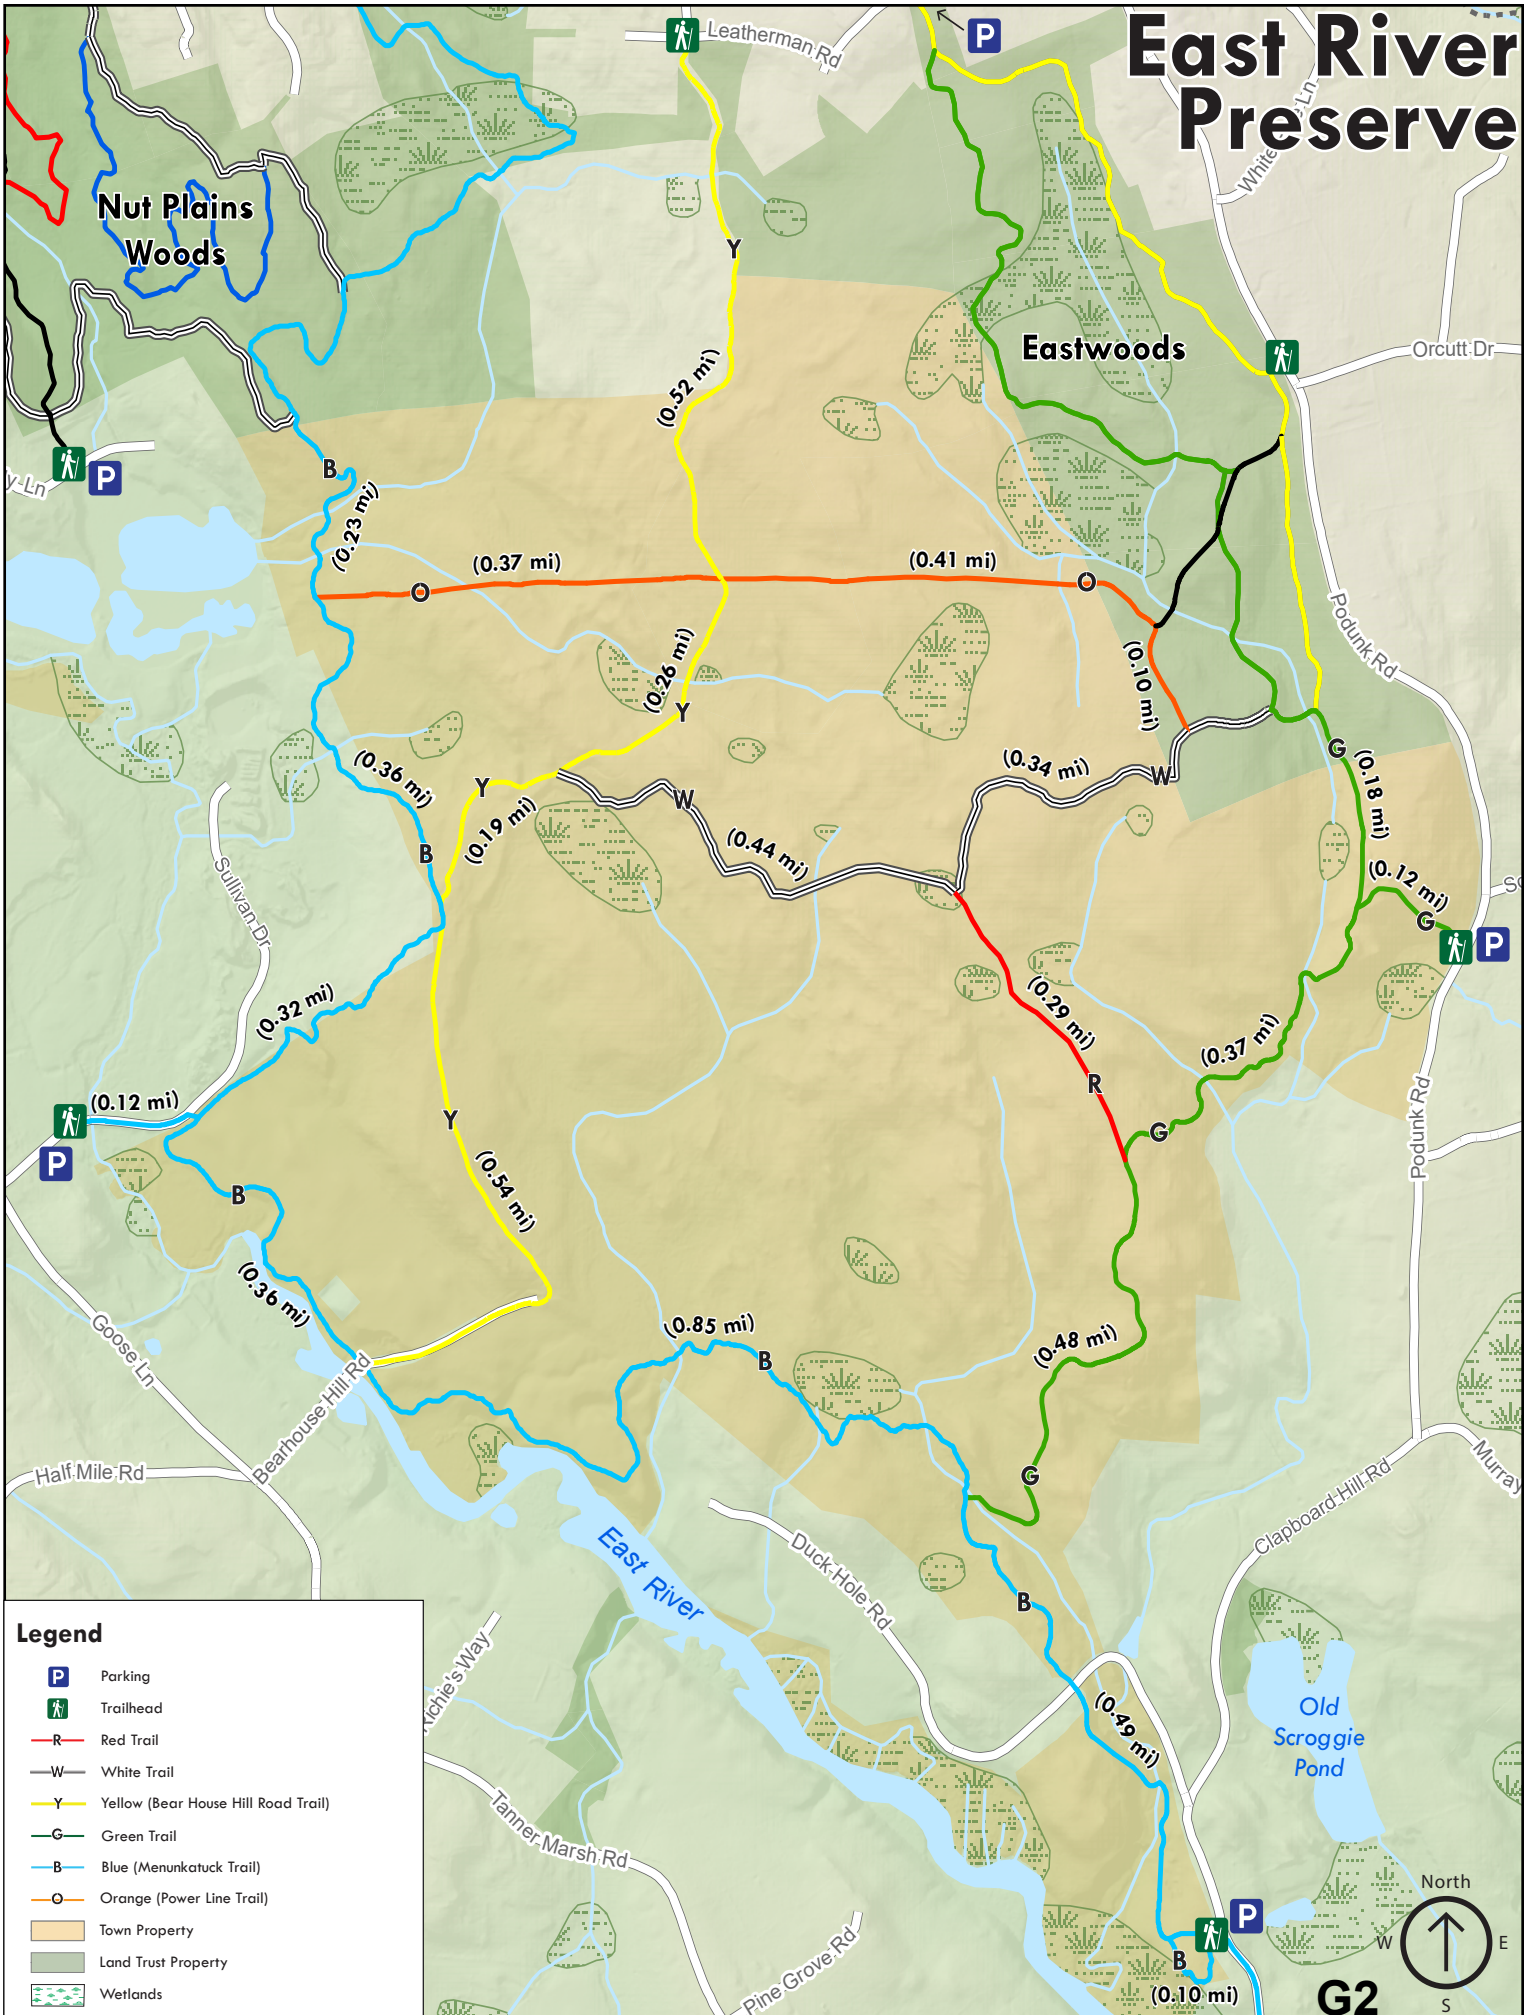 East River
Preserve
P
Leatherman Rd
White
Ln
Nut Plains
Woods
Y
Eastwoods
Orcutt Dr
(0.52 mi)
B
P
y Ln
(0.23 mi)
(0.37 mi)
(0.41 mi)
O
O
Podunk Rd
(0.26 mi)
(0.10 mi)
Y
G
(0.36 mi)
(0.34 mi)
W
(0.18 mi)
Y
W
(0.19 mi)
B
(0.44 mi)
(0.12 mi)
Sc
G
P
Sullivan Dr
(0.32 mi)
(0.29 mi)
(0.37 mi)
R
(0.12 mi)
Y
G
Podunk Rd
P
(0.54 mi)
B
(0.36 mi)
Goose Ln
(0.85 mi)
B
(0.48 mi)
Bearhouse Hill Rd
Half Mile Rd
G
Murray
Clapboard Hill Rd
East River
Duck Hole Rd
B
Richie's Way
(0.49 mi)
Old
Scroggie
Pond
Tanner Marsh Rd
Pine Grove Rd
P
B
(0.10 mi)
Legend
P Parking
Trailhead
R Red Trail
W White Trail
Y Yellow (Bear House Hill Road Trail)
G Green Trail
B Blue (Menunkatuck Trail)
O Orange (Power Line Trail)
Town Property
Land Trust Property
Wetlands
North
W E
S
G2